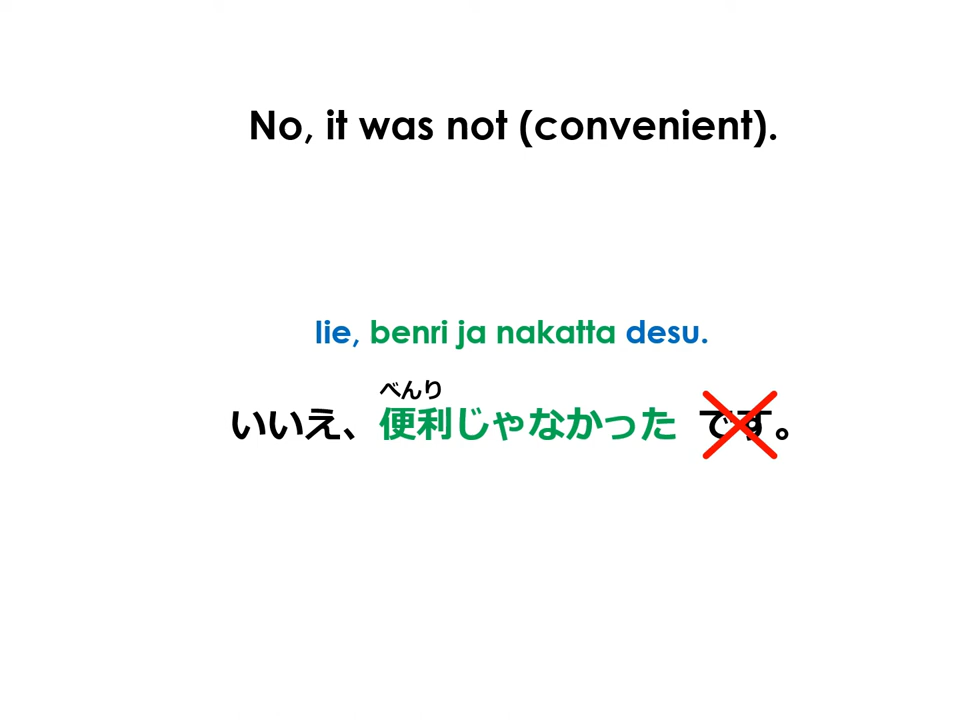 No, it was not (convenient).
Iie, benri ja nakatta desu.
べんり
いいえ、便利じゃなかった です。